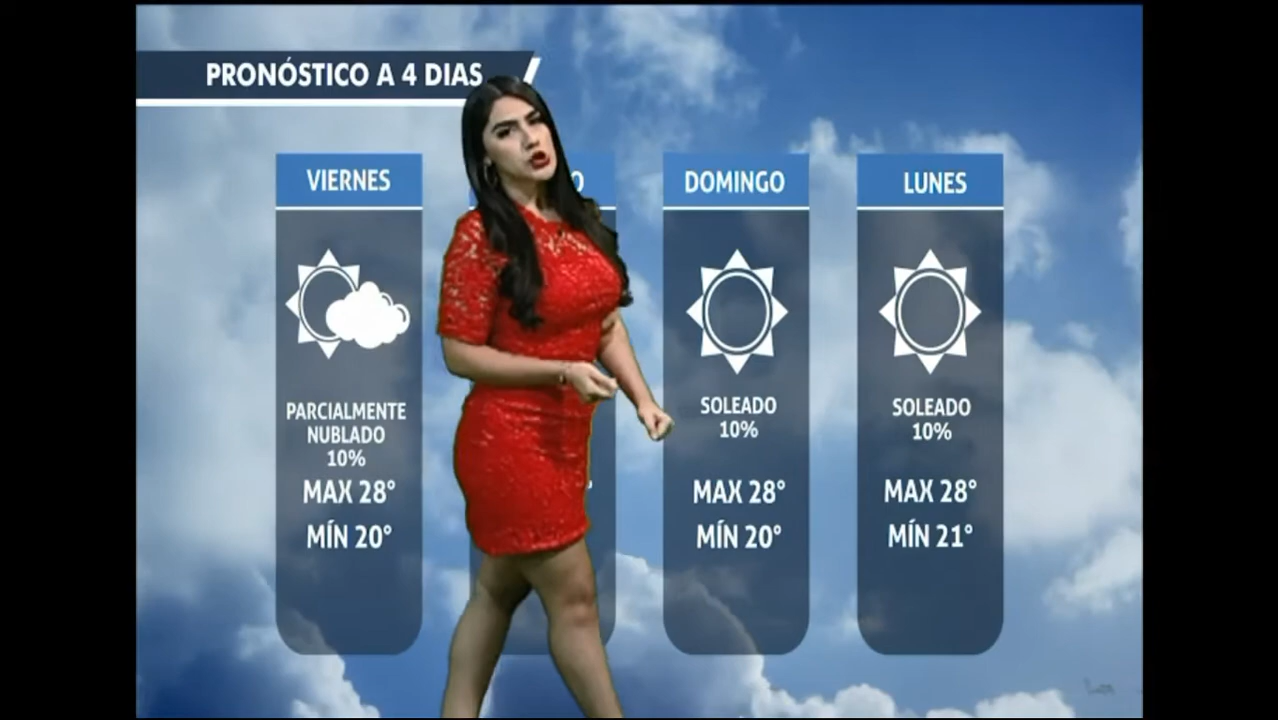 PRONÓSTICO A 4 DIAS
VIERNES
PARCIALMENTE
NUBLADO
10%
MAX 28°
MÍN 20°
DOMINGO
SOLEADO
10%
MAX 28°
MÍN 20°
LUNES
SOLEADO
10%
MAX 28°
MÍN 21°